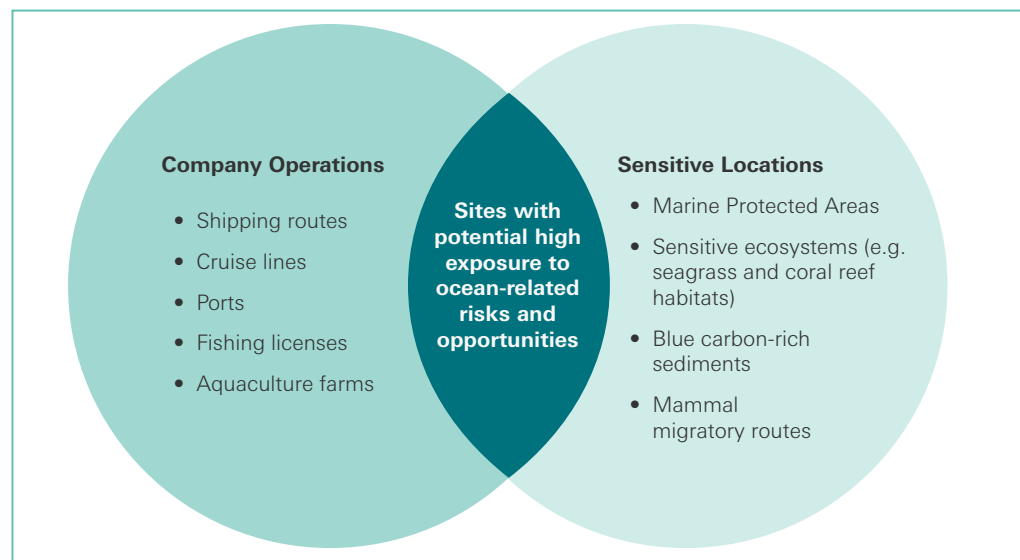 Company Operations
• Shipping routes
• Cruise lines
• Ports
• Fishing licenses
• Aquaculture farms
Sites with
potential high
exposure to
ocean-related
risks and
opportunities
Sensitive Locations
• Marine Protected Areas
• Sensitive ecosystems (e.g.
seagrass and coral reef
habitats)
• Blue carbon-rich
sediments
• Mammal
migratory routes